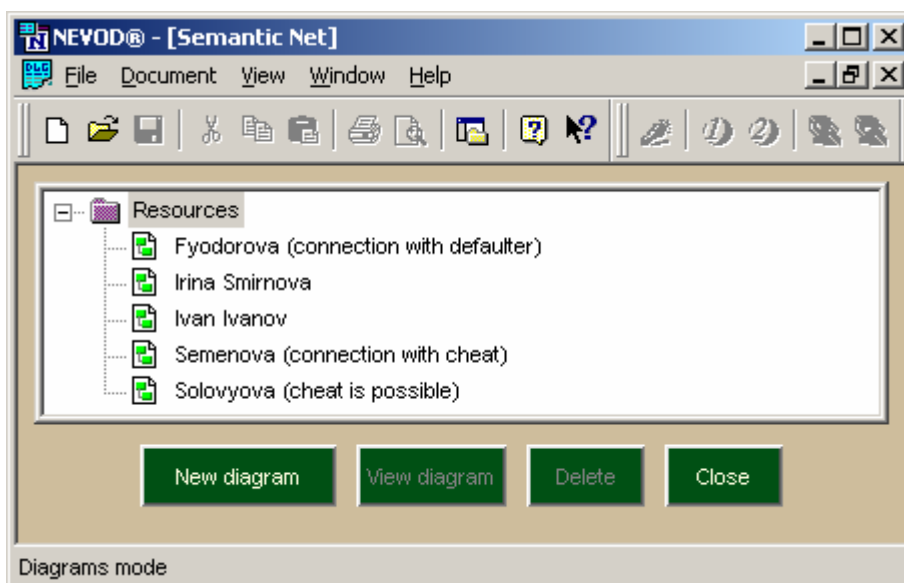 NEVOD® - [Semantic Net]
File Document View Window Help
Resources
Fyodorova (connection with defaulter)
Irina Smirnova
Ivan Ivanov
Semenova (connection with cheat)
Solovyova (cheat is possible)
New diagram View diagram Delete Close
Diagrams mode